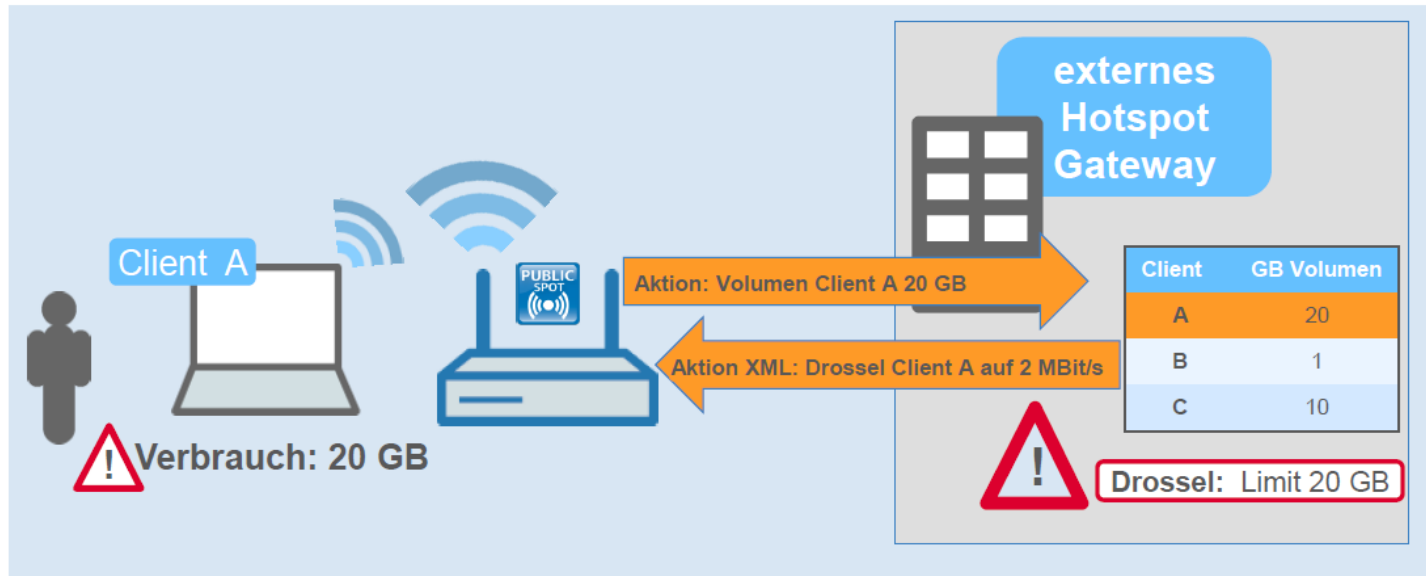 externes
Hotspot
Gateway
Client A
PUBLIC
SPOT
Aktion: Volumen Client A 20 GB
Aktion XML: Drossel Client A auf 2 MBit/s
Client GB Volumen
A 20
B 1
C 10
! Verbrauch: 20 GB
!
Drossel: Limit 20 GB